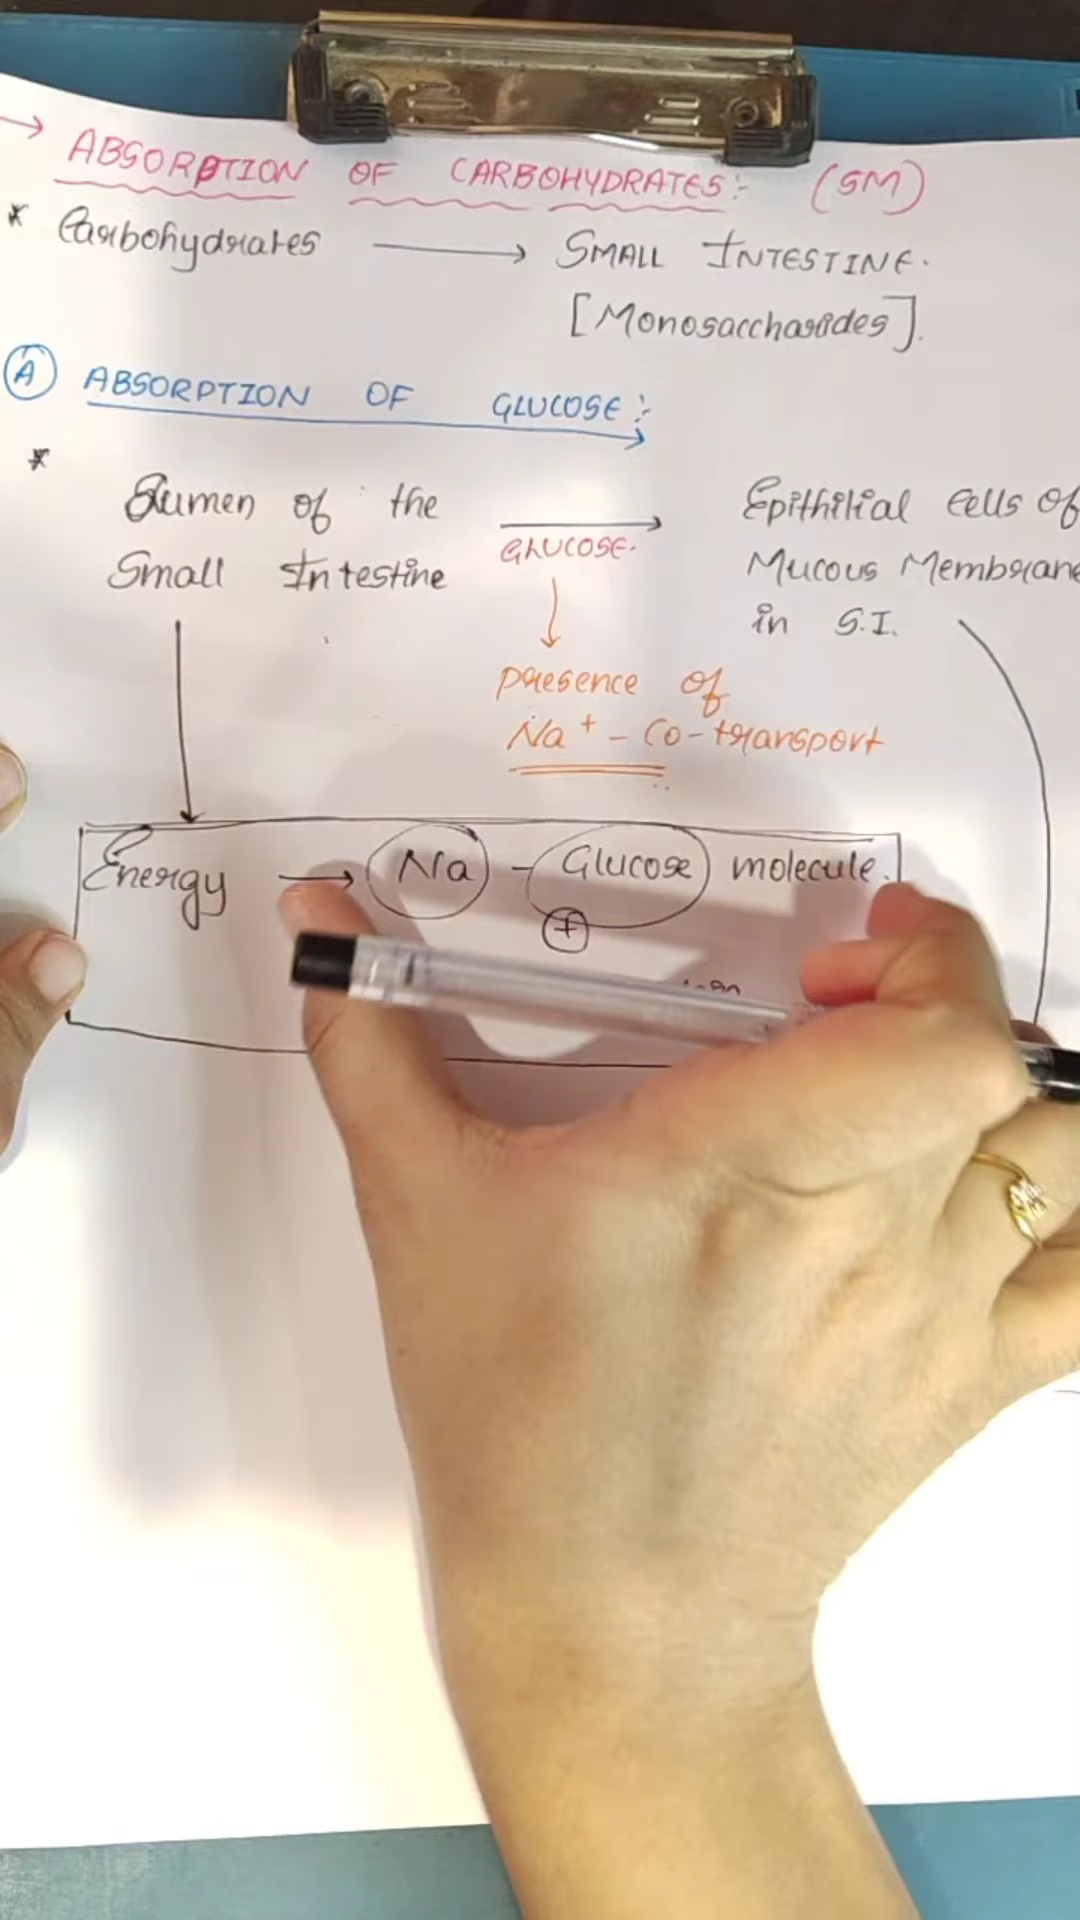 → ABSORPTION OF CARBOHYDRATES:- (5M)
* Carbohydrates → SMALL INTESTINE.
[Monosaccharides].
A ABSORPTION OF GLUCOSE:-
* Lumen of the Small Intestine → GLUCOSE. Epithilial Cells of Mucous Membrane in S.I.
↓
Presence of
Na+ - Co-transport
Energy → Na - Glucose molecule.
+